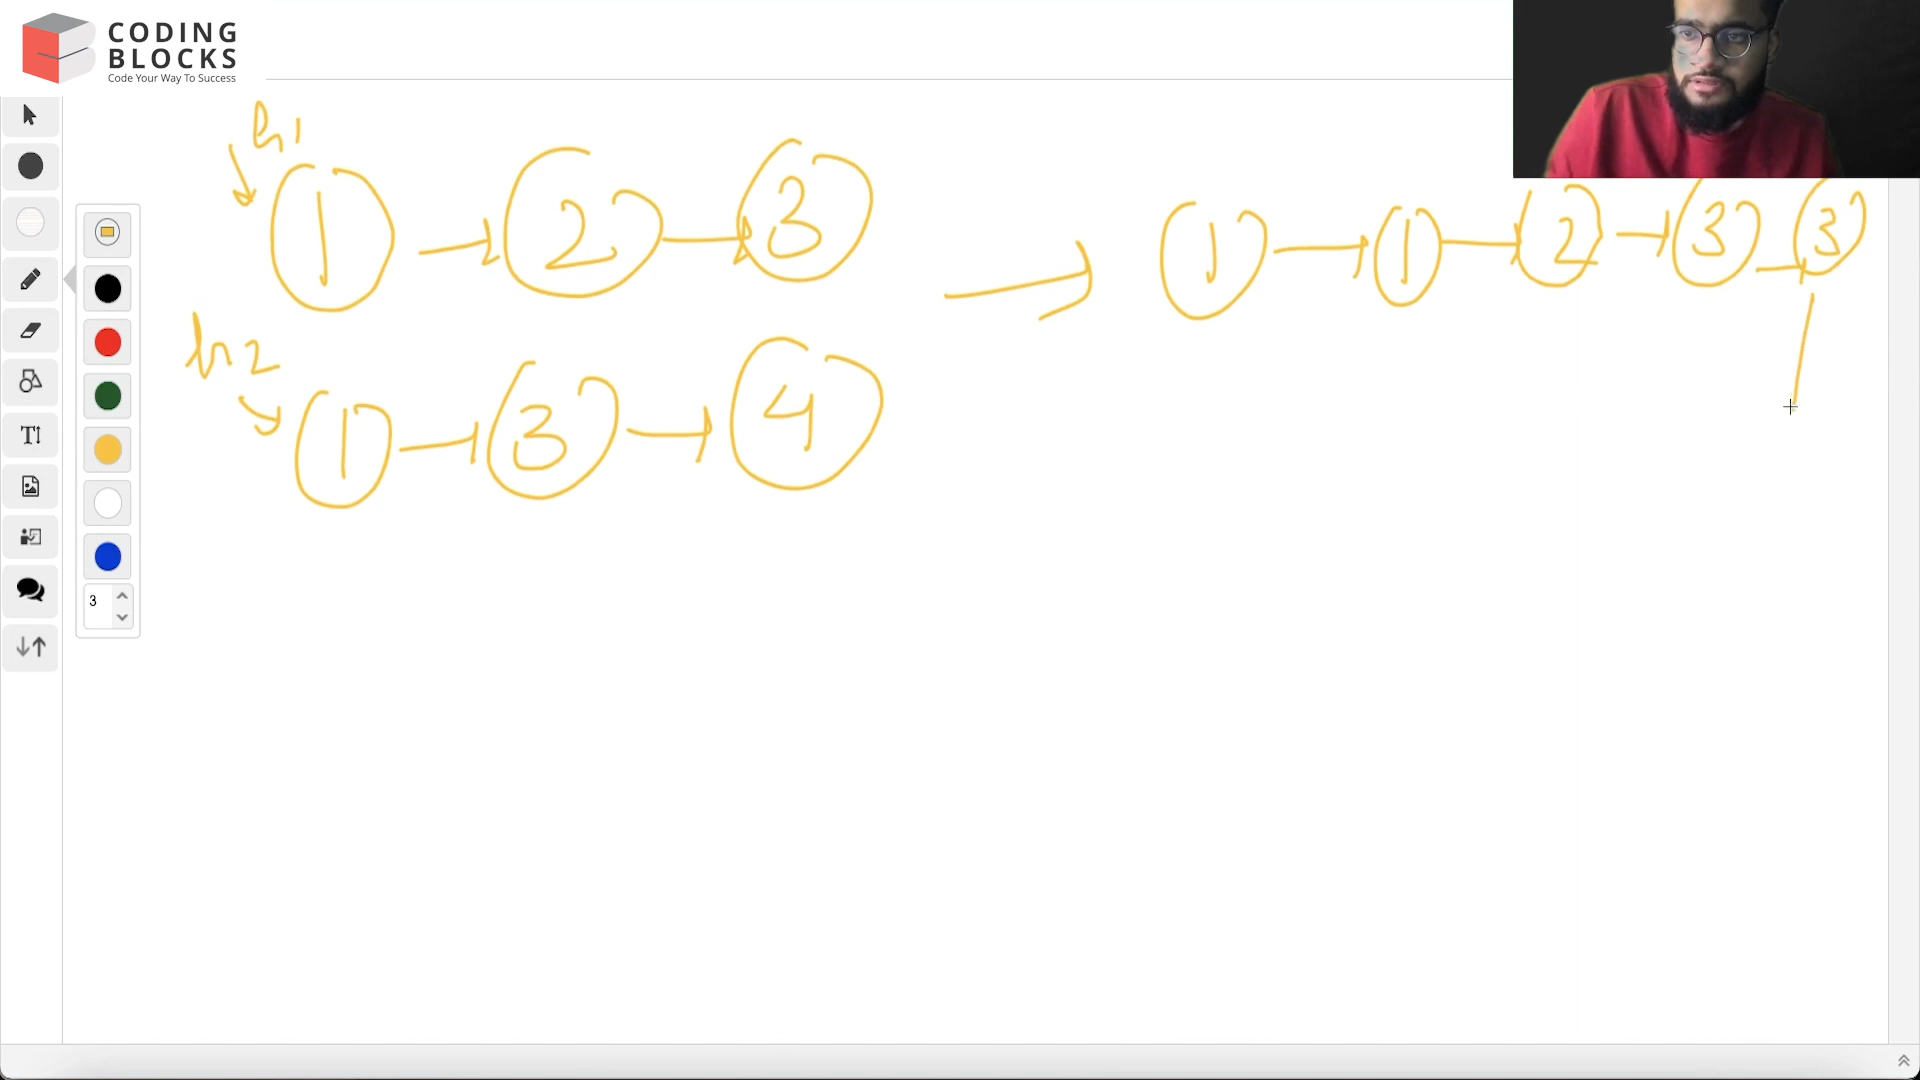 CODING
BLOCKS
Code Your Way To Success
h1
1 2 3
1 1 2 3 3
h2
1 3 4
T
3